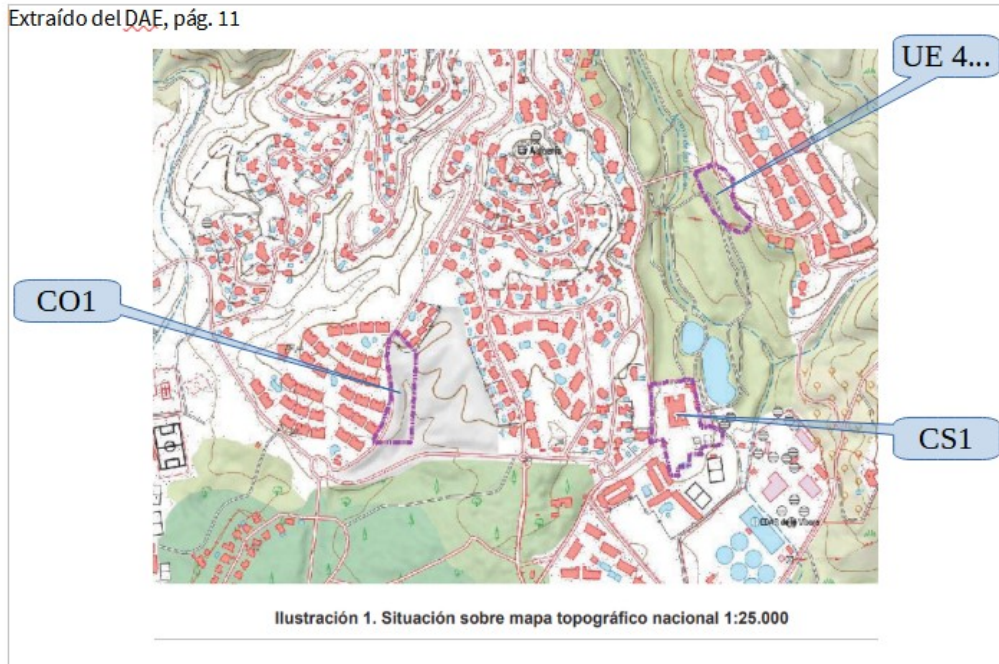 Extraído del DAE, pág. 11
UE 4...
CO1
CS1
Ilustración 1. Situación sobre mapa topográfico nacional 1:25.000